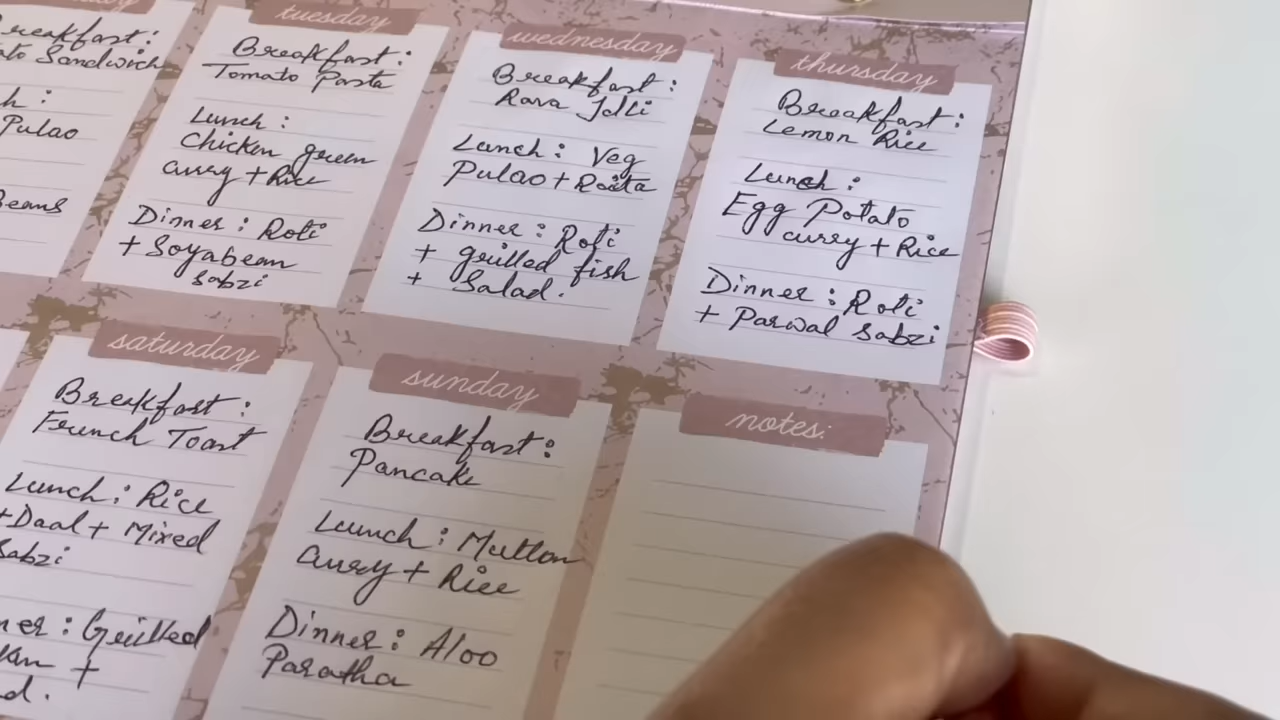 Sandwich
Pulao
Beans
tuesday
Breakfast:
Tomato Pasta
Lunch:
Chicken green
curry + Rice
Dinner: Roti
+ Soyabean
Sabzi
wednesday
Breakfast:
Rava Idli
Lunch: Veg
Pulao + Raita
Dinner: Roti
+ grilled fish
+ Salad.
thursday
Breakfast:
Lemon Rice
Lunch:
Egg Potato
curry + Rice
Dinner: Roti
+ Parwal Sabzi
saturday
Breakfast:
French Toast
Lunch: Rice
+Daal + Mixed
Sabzi
: Grilled
+
sunday
Breakfast:
Pancake
Lunch: Mutton
curry + Rice
Dinner: Aloo
Paratha
notes: